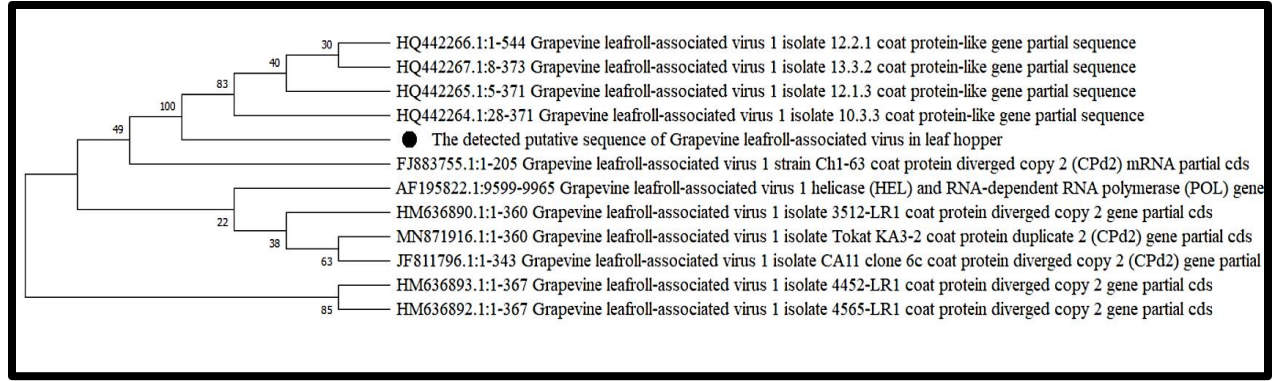 30
HQ442266.1:1-544 Grapevine leafroll-associated virus 1 isolate 12.2.1 coat protein-like gene partial sequence
40
HQ442267.1:8-373 Grapevine leafroll-associated virus 1 isolate 13.3.2 coat protein-like gene partial sequence
83
HQ442265.1:5-371 Grapevine leafroll-associated virus 1 isolate 12.1.3 coat protein-like gene partial sequence
100
HQ442264.1:28-371 Grapevine leafroll-associated virus 1 isolate 10.3.3 coat protein-like gene partial sequence
49
The detected putative sequence of Grapevine leafroll-associated virus in leaf hopper
FJ883755.1:1-205 Grapevine leafroll-associated virus 1 strain Ch1-63 coat protein diverged copy 2 (CPd2) mRNA partial cds
AF195822.1:9599-9965 Grapevine leafroll-associated virus 1 helicase (HEL) and RNA-dependent RNA polymerase (POL) gene
22
HM636890.1:1-360 Grapevine leafroll-associated virus 1 isolate 3512-LR1 coat protein diverged copy 2 gene partial cds
38
MN871916.1:1-360 Grapevine leafroll-associated virus 1 isolate Tokat KA3-2 coat protein duplicate 2 (CPd2) gene partial cds
63
JF811796.1:1-343 Grapevine leafroll-associated virus 1 isolate CA11 clone 6c coat protein diverged copy 2 (CPd2) gene partial
HM636893.1:1-367 Grapevine leafroll-associated virus 1 isolate 4452-LR1 coat protein diverged copy 2 gene partial cds
85
HM636892.1:1-367 Grapevine leafroll-associated virus 1 isolate 4565-LR1 coat protein diverged copy 2 gene partial cds